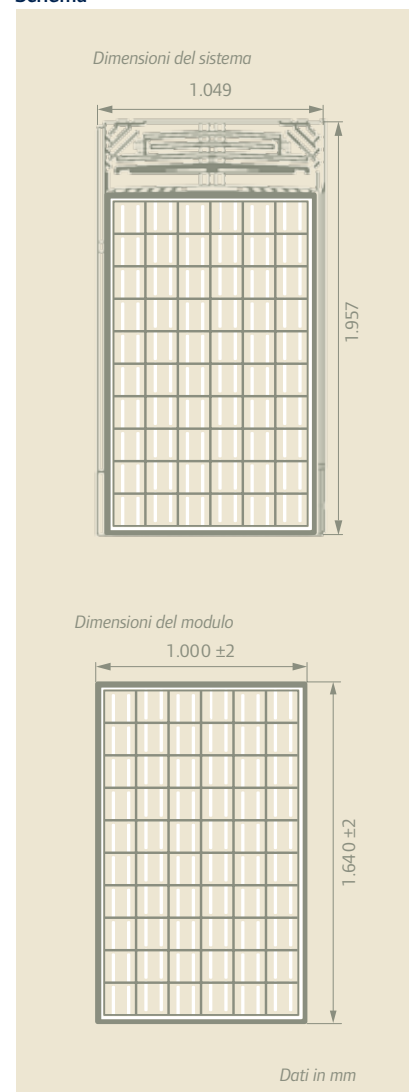 Schema
Dimensioni del sistema
1.049
1.957
Dimensioni del modulo
1.000 ±2
1.640 ±2
Dati in mm